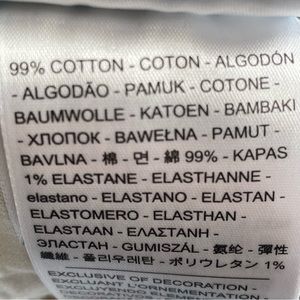 99% COTTON - COTON - ALGODÓN
- ALGODÃO - PAMUK - COTONE -
BAUMWOLLE - KATOEN - BAMBAKI
- ХЛОПОК - BAWEŁNA - PAMUT -
BAVLNA - 棉 - 면 - 綿 99% - KAPAS
1% ELASTANE - ELASTHANNE -
elastano - ELASTANO - ELASTAN -
ELASTOMERO - ELASTHAN -
ELASTAAN - ΕΛΑΣΤΑΝΗ -
ЭЛАСТАН - GUMISZÁL - 氨纶 - 彈性
纖維 - 폴리우레탄 - ポリウレタン 1%
EXCLUSIVE OF DECORATION -
EXCLUANT L'ORNEMENTATION -